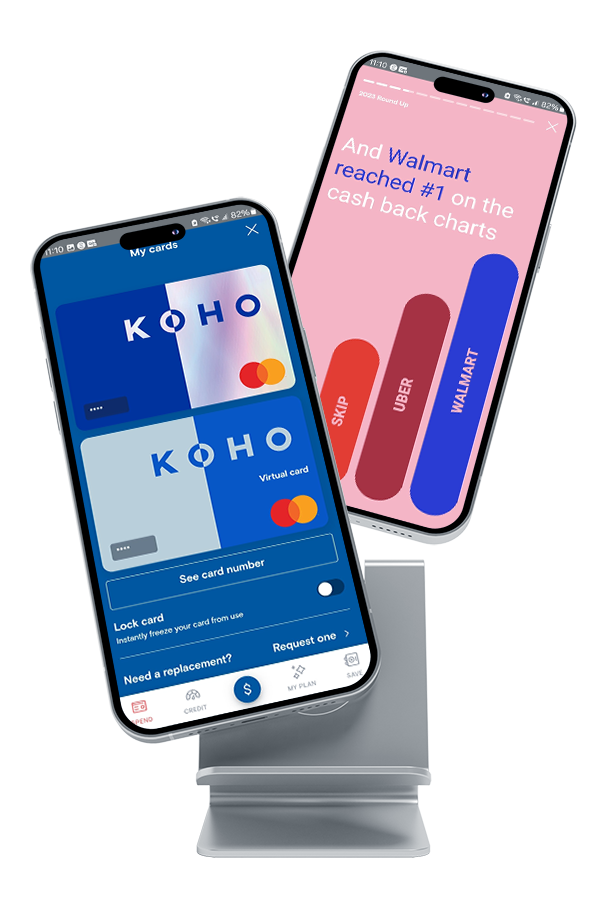 11:10
82%
My cards
KOHO
••••
KOHO
Virtual card
••••
See card number
Lock card
Instantly freeze your card from use
Need a replacement?
Request one
SPEND
CREDIT
$
MY PLAN
SAVE
11:10
82%
2023 Round Up
And Walmart
reached #1 on the
cash back charts
SKIP
UBER
WALMART